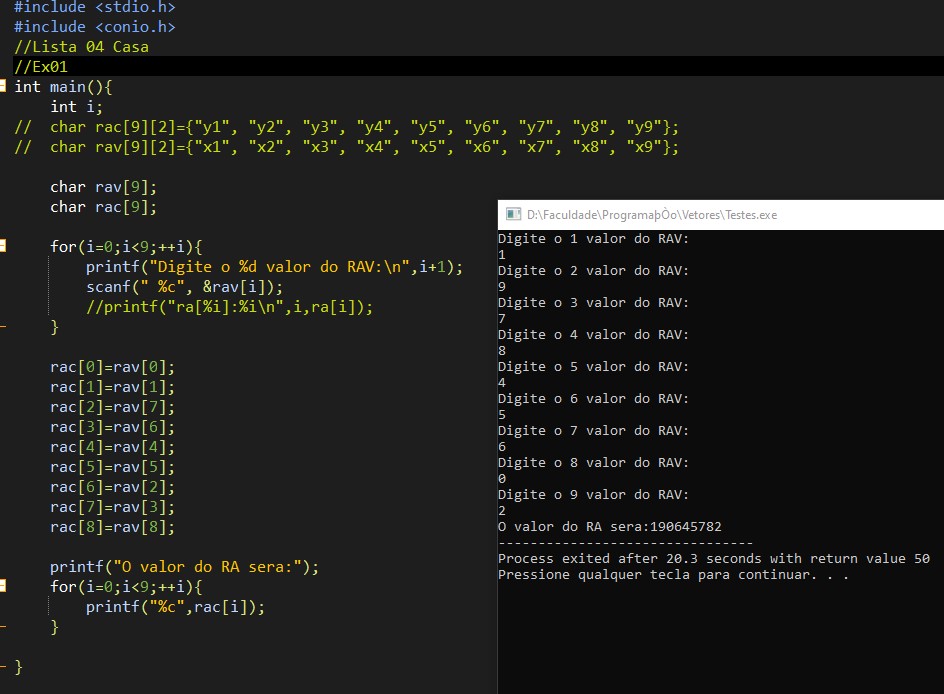 #include <stdio.h>
#include <conio.h>
//Lista 04 Casa
//Ex01
int main(){
    int i;
//  char rac[9][2]={"y1", "y2", "y3", "y4", "y5", "y6", "y7", "y8", "y9"};
//  char rav[9][2]={"x1", "x2", "x3", "x4", "x5", "x6", "x7", "x8", "x9"};
    char rav[9];
    char rac[9];
    for(i=0;i<9;++i){
        printf("Digite o %d valor do RAV:\n",i+1);
        scanf(" %c", &rav[i]);
        //printf("ra[%i]:%i\n",i,ra[i]);
    }
    rac[0]=rav[0];
    rac[1]=rav[1];
    rac[2]=rav[7];
    rac[3]=rav[6];
    rac[4]=rav[4];
    rac[5]=rav[5];
    rac[6]=rav[2];
    rac[7]=rav[3];
    rac[8]=rav[8];
    printf("O valor do RA sera:");
    for(i=0;i<9;++i){
        printf("%c",rac[i]);
    }
}
D:\Faculdade\ProgramaþÒo\Vetores\Testes.exe
Digite o 1 valor do RAV:
1
Digite o 2 valor do RAV:
9
Digite o 3 valor do RAV:
7
Digite o 4 valor do RAV:
8
Digite o 5 valor do RAV:
4
Digite o 6 valor do RAV:
5
Digite o 7 valor do RAV:
6
Digite o 8 valor do RAV:
0
Digite o 9 valor do RAV:
2
O valor do RA sera:190645782
--------------------------------
Process exited after 20.3 seconds with return value 50
Pressione qualquer tecla para continuar. . .